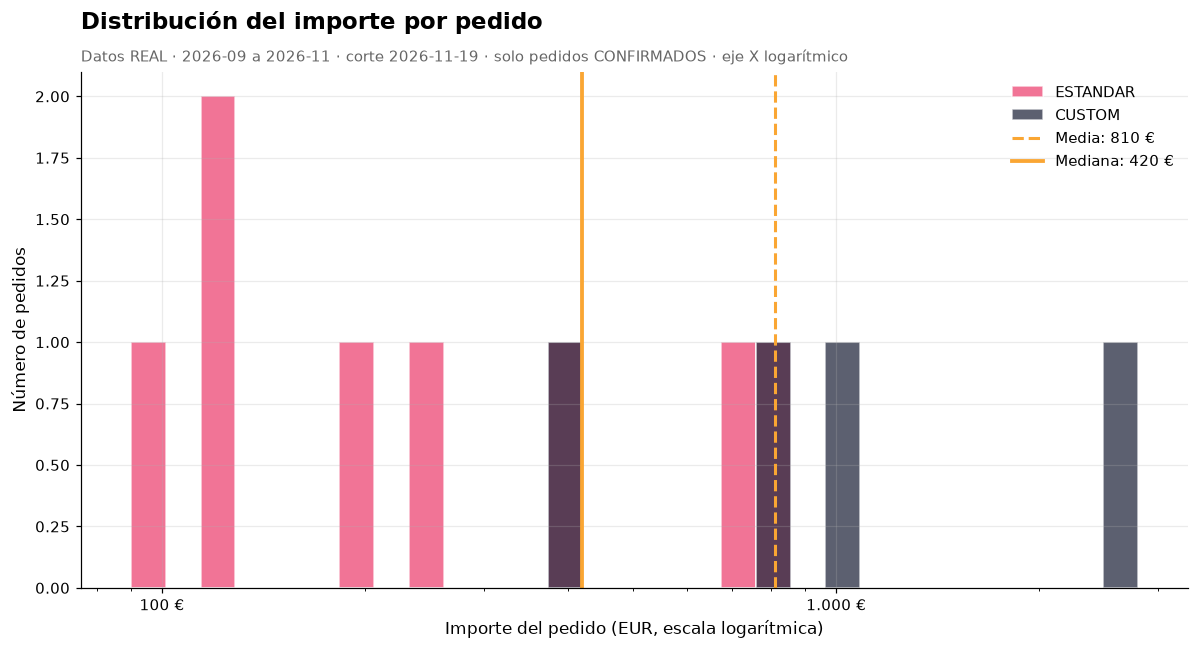 Distribución del importe por pedido
Datos REAL · 2026-09 a 2026-11 · corte 2026-11-19 · solo pedidos CONFIRMADOS · eje X logarítmico
ESTANDAR
CUSTOM
Media: 810 €
Mediana: 420 €
Número de pedidos
2.00
1.75
1.50
1.25
1.00
0.75
0.50
0.25
0.00
100 €
1.000 €
Importe del pedido (EUR, escala logarítmica)